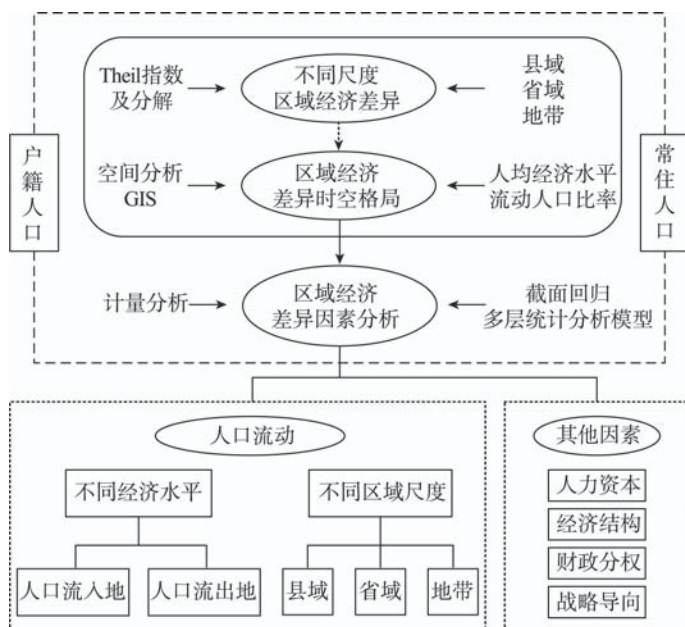 Theil指数
及分解
不同尺度
区域经济差异
县域
省域
地带
户籍人口
空间分析
GIS
区域经济
差异时空格局
人均经济水平
流动人口比率
常住人口
计量分析
区域经济
差异因素分析
截面回归
多层统计分析模型
人口流动
其他因素
不同经济水平
不同区域尺度
人力资本
经济结构
财政分权
战略导向
人口流入地
人口流出地
县域
省域
地带